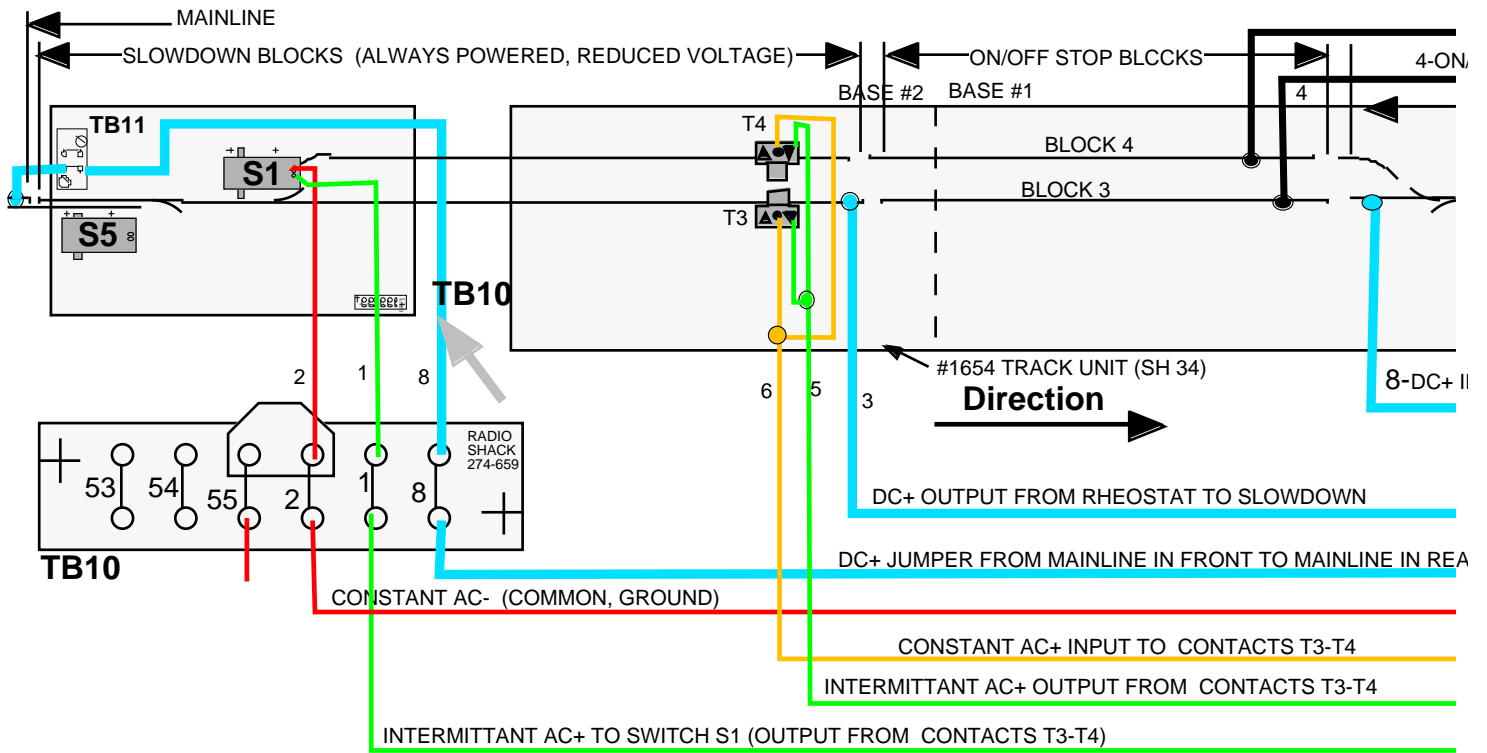 MAINLINE
SLOWDOWN BLOCKS (ALWAYS POWERED, REDUCED VOLTAGE)
ON/OFF STOP BLCCKS
4-ON/
BASE #2
BASE #1
4
TB11
S1
T4
BLOCK 4
BLOCK 3
T3
S5
TB10
#1654 TRACK UNIT (SH 34)
2
1
8
6
5
3
Direction
8-DC+ I
RADIO
SHACK
274-659
53
54
55
2
1
8
TB10
DC+ OUTPUT FROM RHEOSTAT TO SLOWDOWN
DC+ JUMPER FROM MAINLINE IN FRONT TO MAINLINE IN REA
CONSTANT AC- (COMMON, GROUND)
CONSTANT AC+ INPUT TO CONTACTS T3-T4
INTERMITTANT AC+ OUTPUT FROM CONTACTS T3-T4
INTERMITTANT AC+ TO SWITCH S1 (OUTPUT FROM CONTACTS T3-T4)